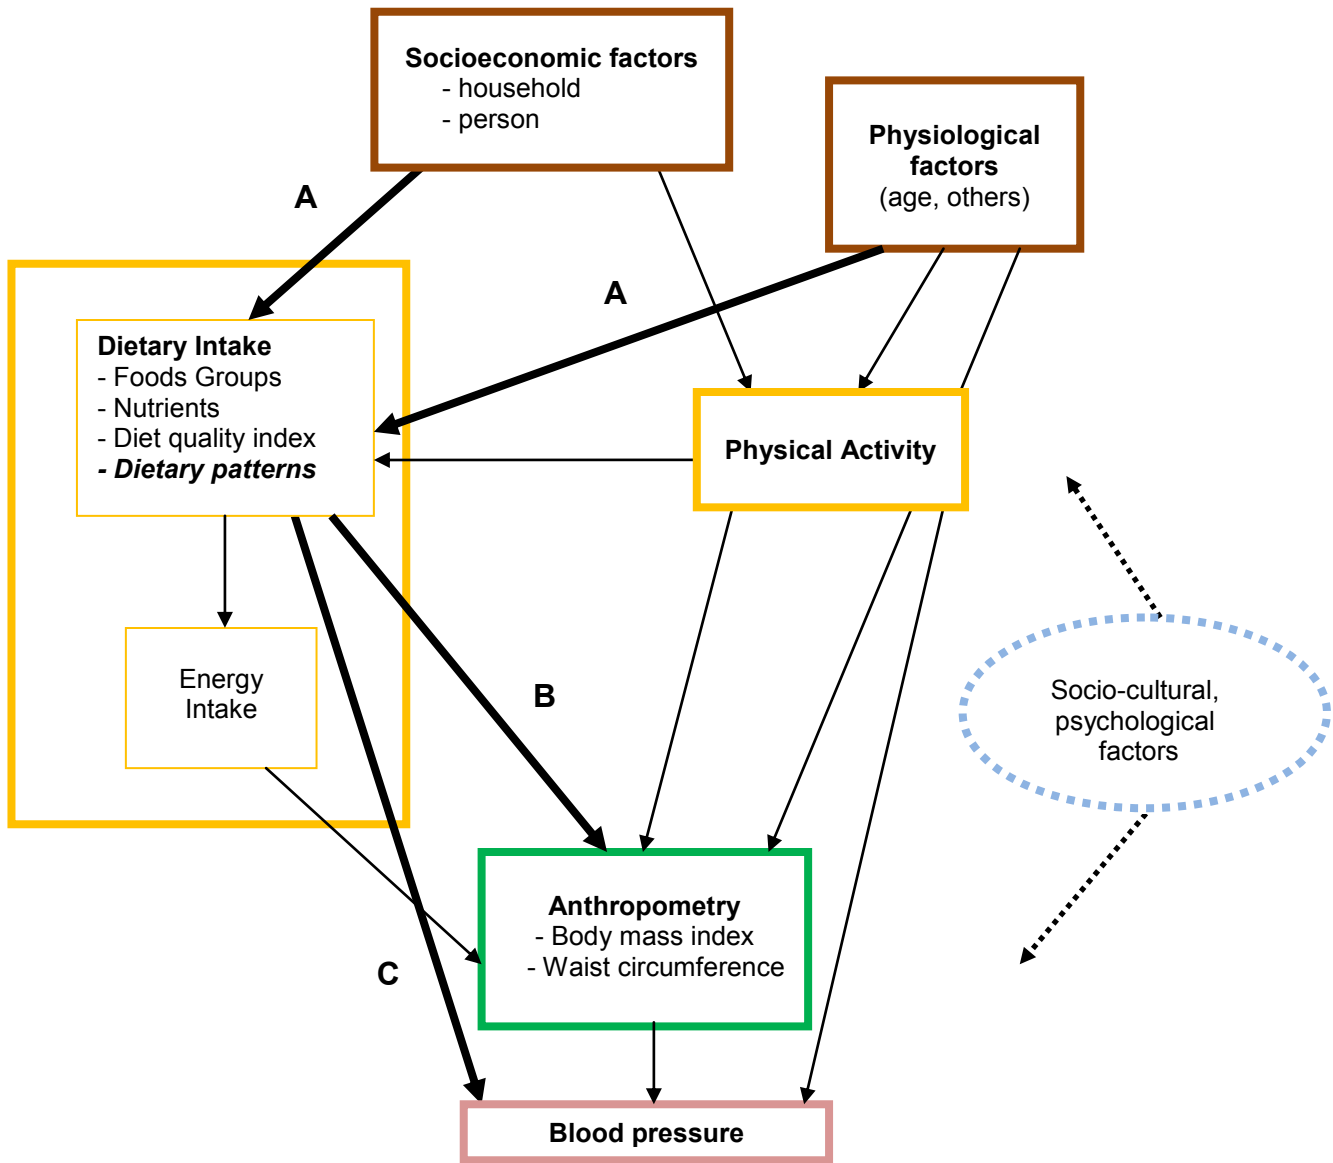 Socioeconomic factors
- household
- person
Physiological
factors
(age, others)
A
A
Dietary Intake
- Foods Groups
- Nutrients
- Diet quality index
- Dietary patterns
Physical Activity
Energy
Intake
B
Socio-cultural,
psychological
factors
Anthropometry
- Body mass index
- Waist circumference
C
Blood pressure